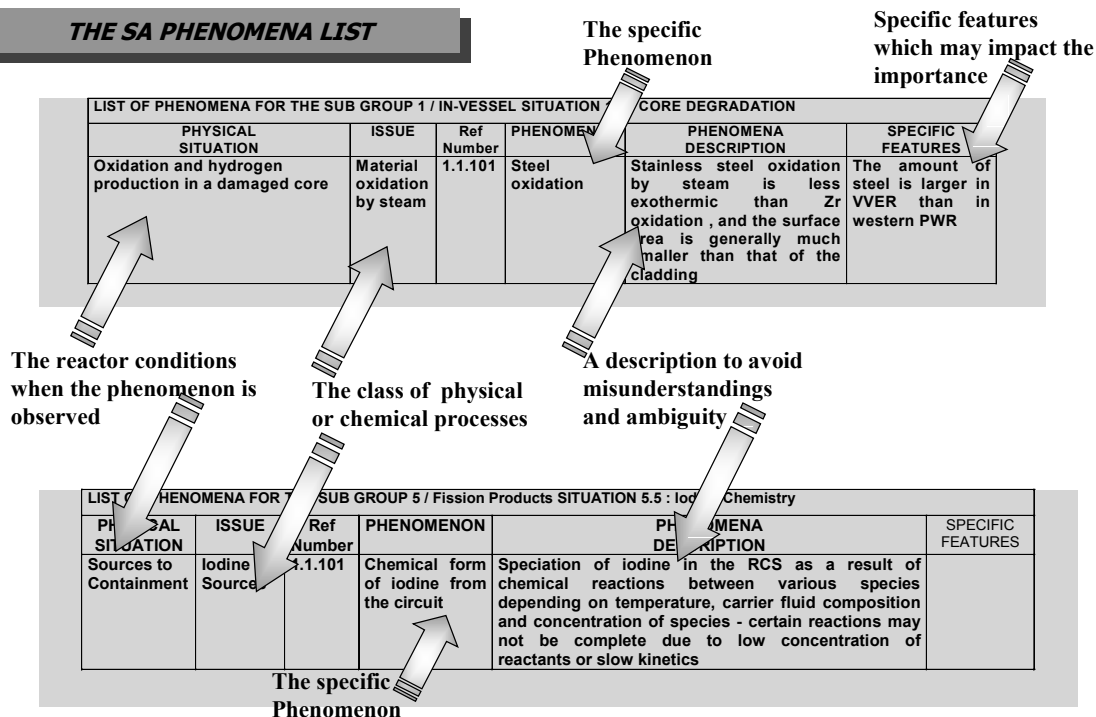 THE SA PHENOMENA LIST
The specific
Phenomenon
Specific features
which may impact the
importance
LIST OF PHENOMENA FOR THE SUB GROUP 1 / IN-VESSEL SITUATION CORE DEGRADATION
PHYSICAL
SITUATION
ISSUE
Ref
Number
PHENOMENA
DESCRIPTION
SPECIFIC
FEATURES
Oxidation and hydrogen
production in a damaged core
Material
oxidation
by steam
1.1.101
Steel
oxidation
Stainless steel oxidation
by steam is less
exothermic than Zr
oxidation , and the surface
is generally much
than that of the
cladding
The amount of
steel is larger in
VVER than in
western PWR
The reactor conditions
when the phenomenon is
observed
The class of physical
or chemical processes
A description to avoid
misunderstandings
and ambiguity
LIST FOR SUB GROUP 5 / Fission Products SITUATION 5.5 : Chemistry
SITUATION
ISSUE
Ref
Number
PHENOMENON
SPECIFIC
FEATURES
Sources to
Containment
Iodine
Chemical form
of iodine from
the circuit
Speciation of iodine in the RCS as a result of
chemical reactions between various species
depending on temperature, carrier fluid composition
and concentration of species - certain reactions may
not be complete due to low concentration of
reactants or slow kinetics
The specific
Phenomenon